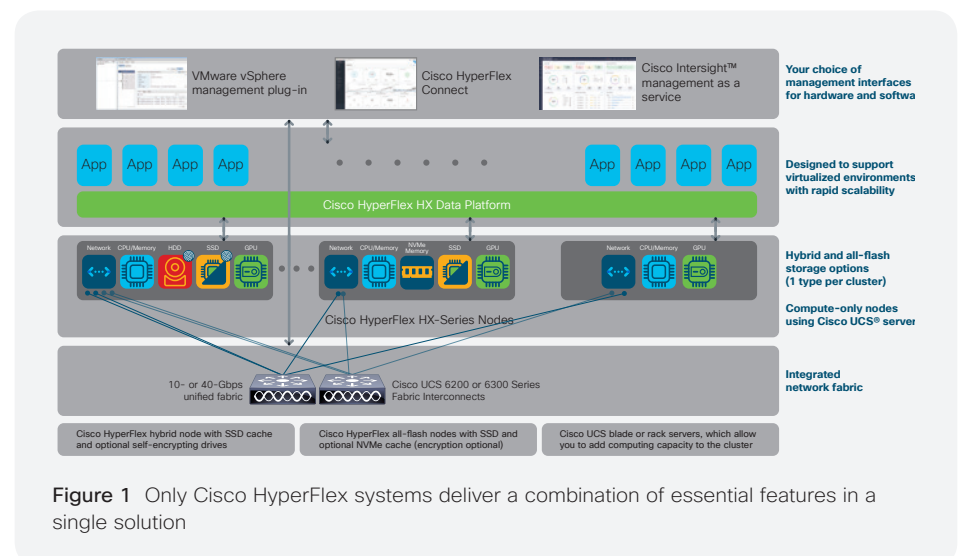 VMware vSphere
management plug-in
Cisco HyperFlex
Connect
Cisco Intersight™
management as a
service
Your choice of
management interfaces
for hardware and softwa
App App App App App App App App
Cisco HyperFlex HX Data Platform
Designed to support
virtualized environments
with rapid scalability
Network CPU/Memory HDD SSD GPU
Network CPU/Memory NVMe Memory SSD GPU
Network CPU/Memory GPU
Cisco HyperFlex HX-Series Nodes
Hybrid and all-flash
storage options
(1 type per cluster)
Compute-only nodes
using Cisco UCS® server
10- or 40-Gbps
unified fabric
Cisco UCS 6200 or 6300 Series
Fabric Interconnects
Integrated
network fabric
Cisco HyperFlex hybrid node with SSD cache
and optional self-encrypting drives
Cisco HyperFlex all-flash nodes with SSD and
optional NVMe cache (encryption optional)
Cisco UCS blade or rack servers, which allow
you to add computing capacity to the cluster
Figure 1 Only Cisco HyperFlex systems deliver a combination of essential features in a
single solution